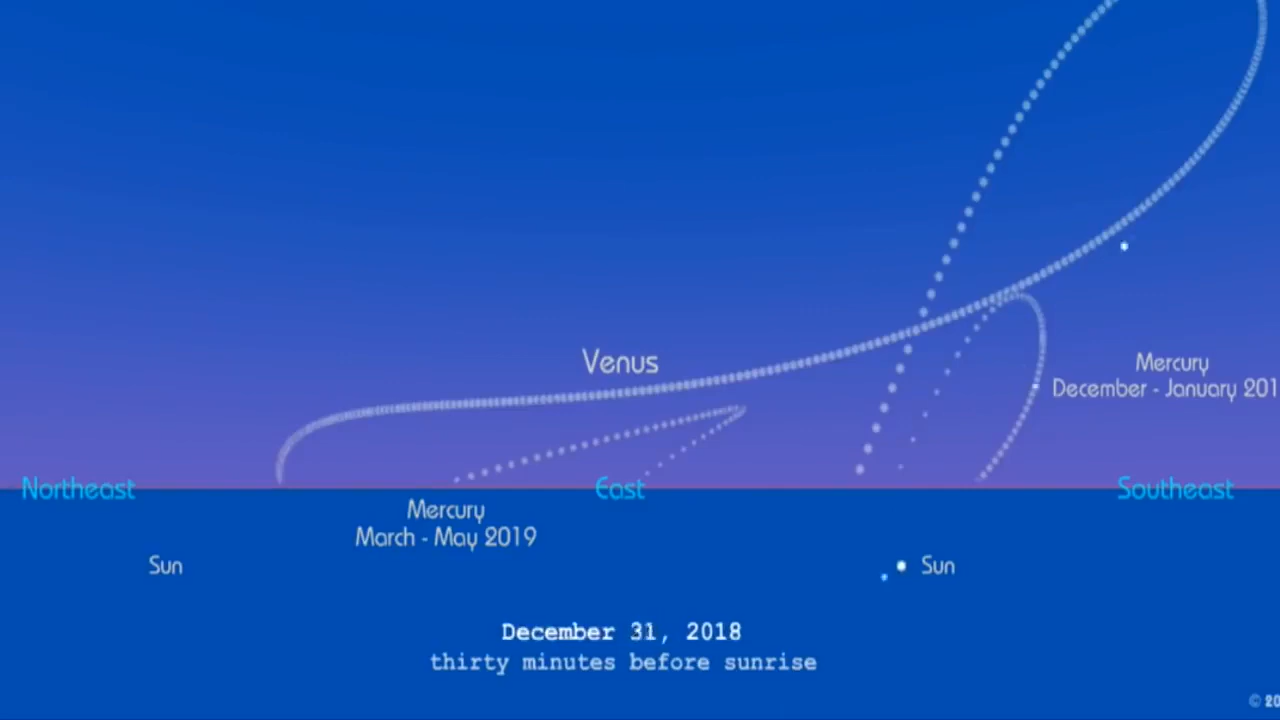 Venus
Mercury
December - January 201
Northeast
East
Southeast
Mercury
March - May 2019
Sun
Sun
December 31, 2018
thirty minutes before sunrise
© 20